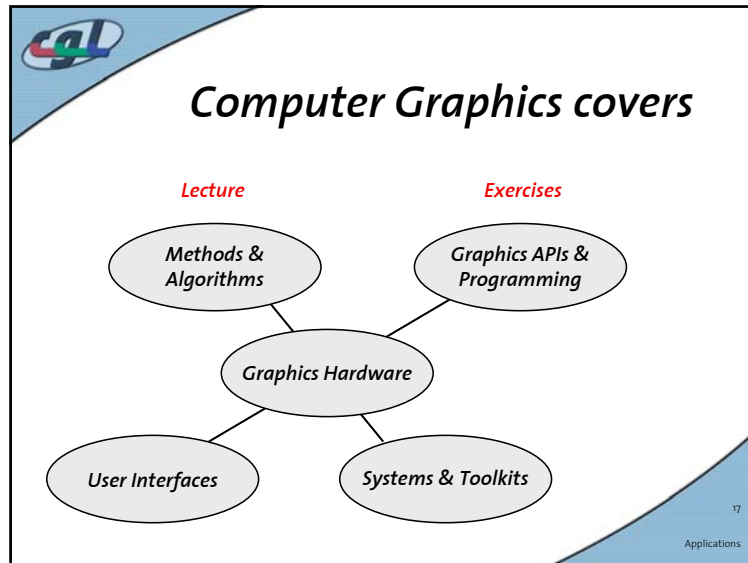 cgl
Computer Graphics covers
Lecture
Exercises
Methods &
Algorithms
Graphics APIs &
Programming
Graphics Hardware
User Interfaces
Systems & Toolkits
17
Applications